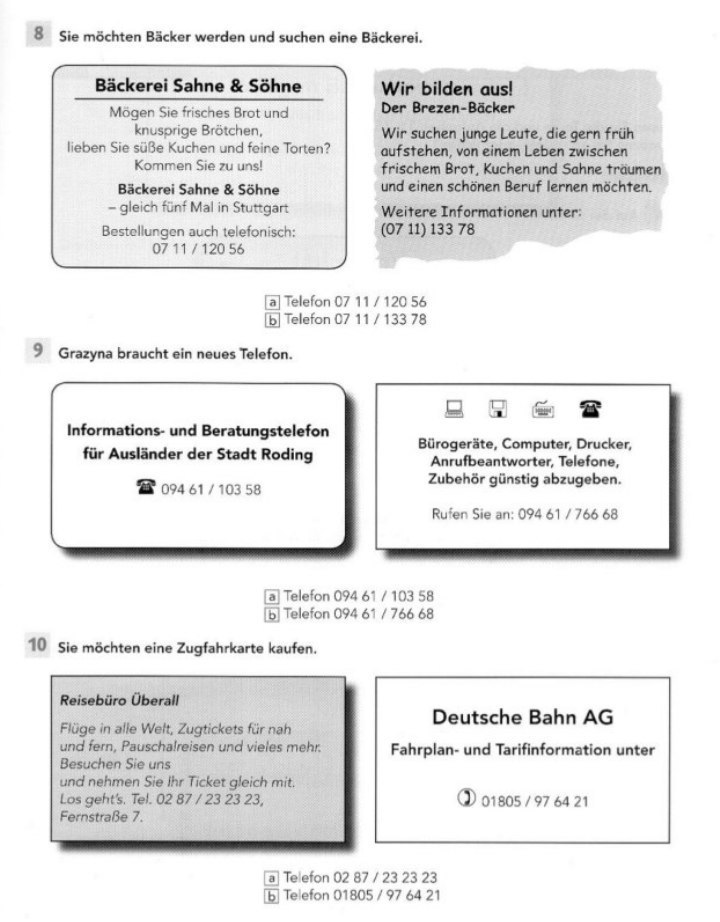 8 Sie möchten Bäcker werden und suchen eine Bäckerei.
Bäckerei Sahne & Söhne
Mögen Sie frisches Brot und
knusprige Brötchen,
lieben Sie süße Kuchen und feine Torten?
Kommen Sie zu uns!
Bäckerei Sahne & Söhne
– gleich fünf Mal in Stuttgart
Bestellungen auch telefonisch:
07 11 / 120 56
Wir bilden aus!
Der Brezen-Bäcker
Wir suchen junge Leute, die gern früh
aufstehen, von einem Leben zwischen
frischem Brot, Kuchen und Sahne träumen
und einen schönen Beruf lernen möchten.
Weitere Informationen unter:
(07 11) 133 78
a Telefon 07 11 / 120 56
b Telefon 07 11 / 133 78
9 Grazyna braucht ein neues Telefon.
Informations- und Beratungstelefon
für Ausländer der Stadt Roding
☎ 094 61 / 103 58
Bürogeräte, Computer, Drucker,
Anrufbeantworter, Telefone,
Zubehör günstig abzugeben.
Rufen Sie an: 094 61 / 766 68
a Telefon 094 61 / 103 58
b Telefon 094 61 / 766 68
10 Sie möchten eine Zugfahrkarte kaufen.
Reisebüro Überall
Flüge in alle Welt, Zugtickets für nah
und fern, Pauschalreisen und vieles mehr.
Besuchen Sie uns
und nehmen Sie Ihr Ticket gleich mit.
Los geht's. Tel. 02 87 / 23 23 23,
Fernstraße 7.
Deutsche Bahn AG
Fahrplan- und Tarifinformation unter
01805 / 97 64 21
a Telefon 02 87 / 23 23 23
b Telefon 01805 / 97 64 21